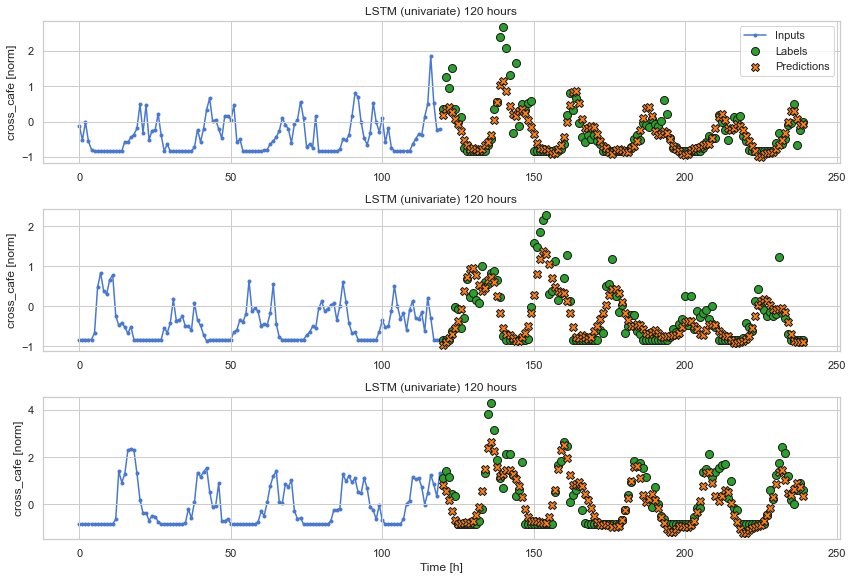 LSTM (univariate) 120 hours
cross_cafe [norm]
2
1
0
−1
Inputs
Labels
Predictions
0 50 100 150 200 250
LSTM (univariate) 120 hours
cross_cafe [norm]
2
1
0
−1
0 50 100 150 200 250
LSTM (univariate) 120 hours
cross_cafe [norm]
4
2
0
0 50 100 150 200 250
Time [h]